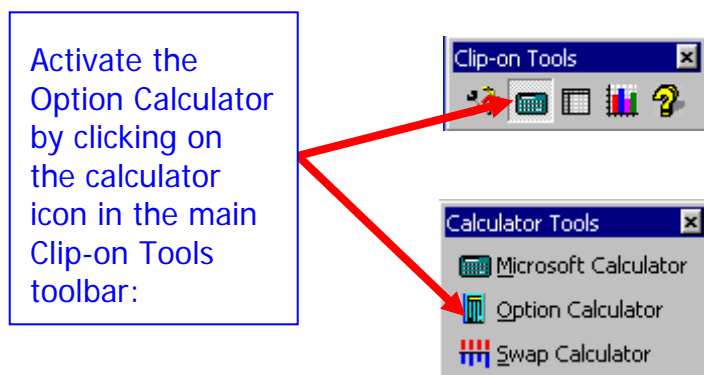 Activate the
Option Calculator
by clicking on
the calculator
icon in the main
Clip-on Tools
toolbar:
Clip-on Tools
Calculator Tools
Microsoft Calculator
Option Calculator
Swap Calculator